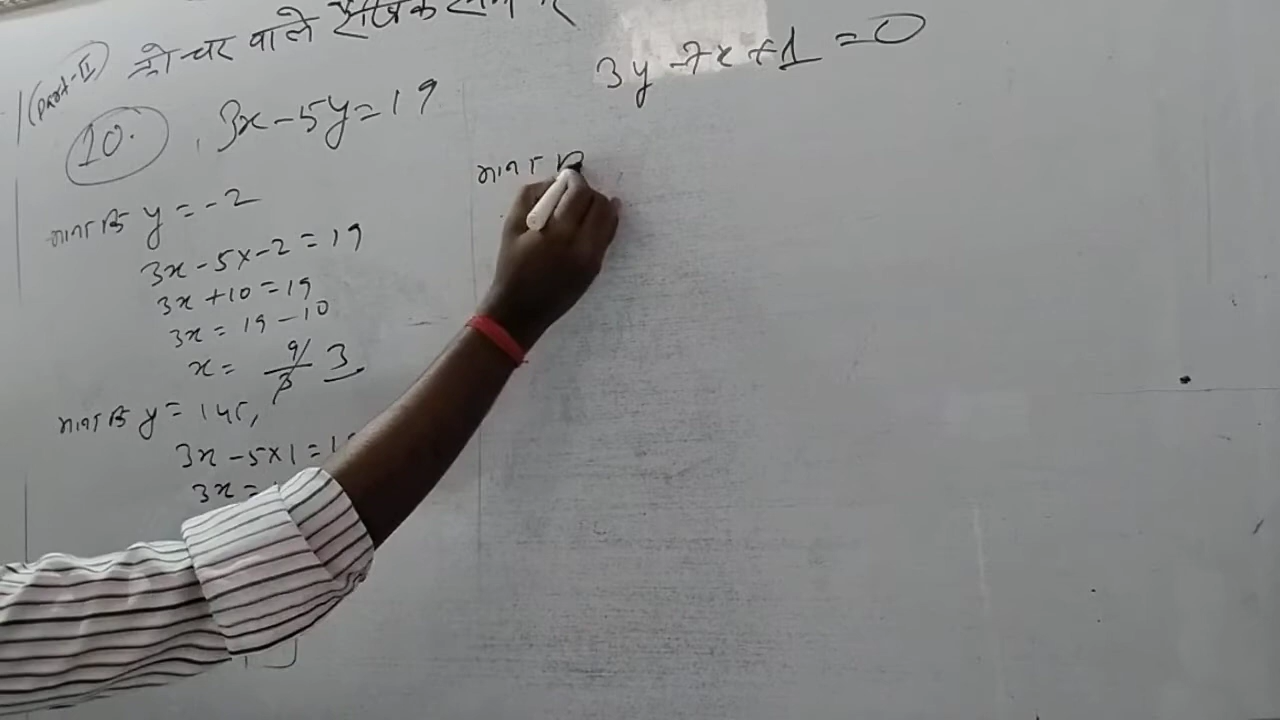 (Part-II) दो चर वाले
10. 3x - 5y = 19
माना कि y = -2
3x - 5x-2 = 19
3x + 10 = 19
3x = 19 - 10
x = 9/3 3
माना कि y = 1
3x - 5x1 =
3x =
3y - 7x + 1 = 0
माना